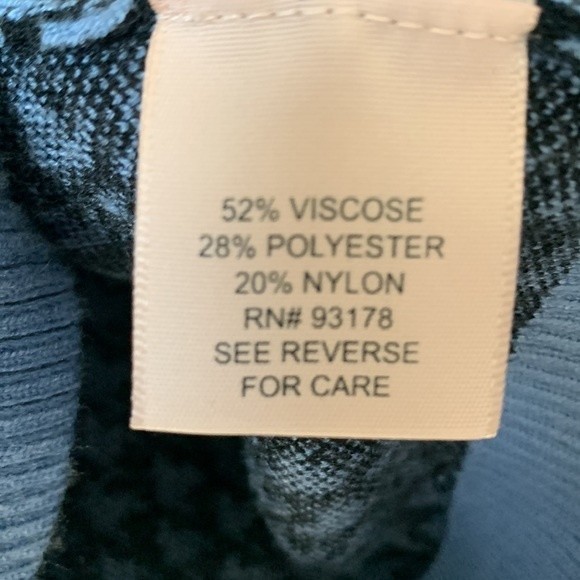 52% VISCOSE
28% POLYESTER
20% NYLON
RN# 93178
SEE REVERSE
FOR CARE